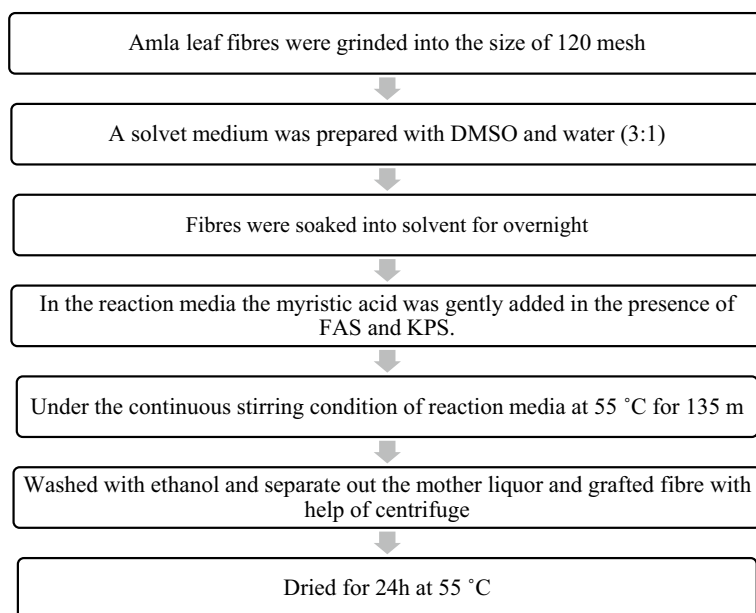 Amla leaf fibres were grinded into the size of 120 mesh
A solvet medium was prepared with DMSO and water (3:1)
Fibres were soaked into solvent for overnight
In the reaction media the myristic acid was gently added in the presence of
FAS and KPS.
Under the continuous stirring condition of reaction media at 55 ˚C for 135 m
Washed with ethanol and separate out the mother liquor and grafted fibre with
help of centrifuge
Dried for 24h at 55 ˚C